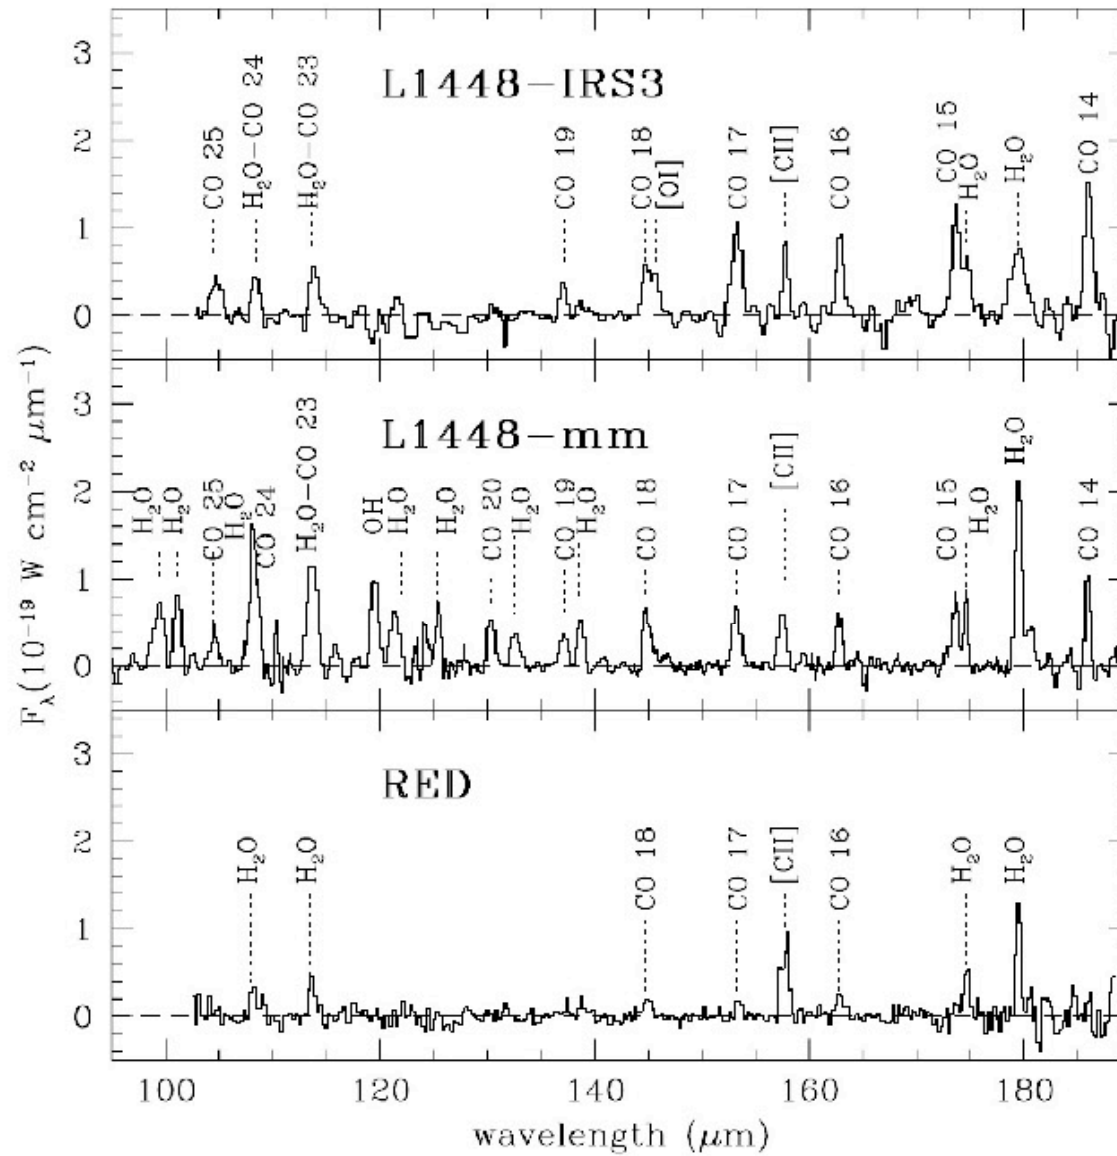 L1448-IRS3
CO 25
H₂O-CO 24
H₂O-CO 23
CO 19
CO 18
[OI]
CO 17
[CII]
CO 16
CO 15
H₂O
H₂O
CO 14
3
2
1
0
L1448-mm
H₂O
H₂O
CO 25
H₂O
CO 24
H₂O-CO 23
OH
H₂O
H₂O
CO 20
H₂O
CO 19
H₂O
CO 18
CO 17
[CII]
CO 16
CO 15
H₂O
H₂O
CO 14
3
2
1
0
RED
H₂O
H₂O
CO 18
CO 17
[CII]
CO 16
H₂O
H₂O
3
2
1
0
F_λ(10⁻¹⁹ W cm⁻² μm⁻¹)
100 120 140 160 180
wavelength (μm)